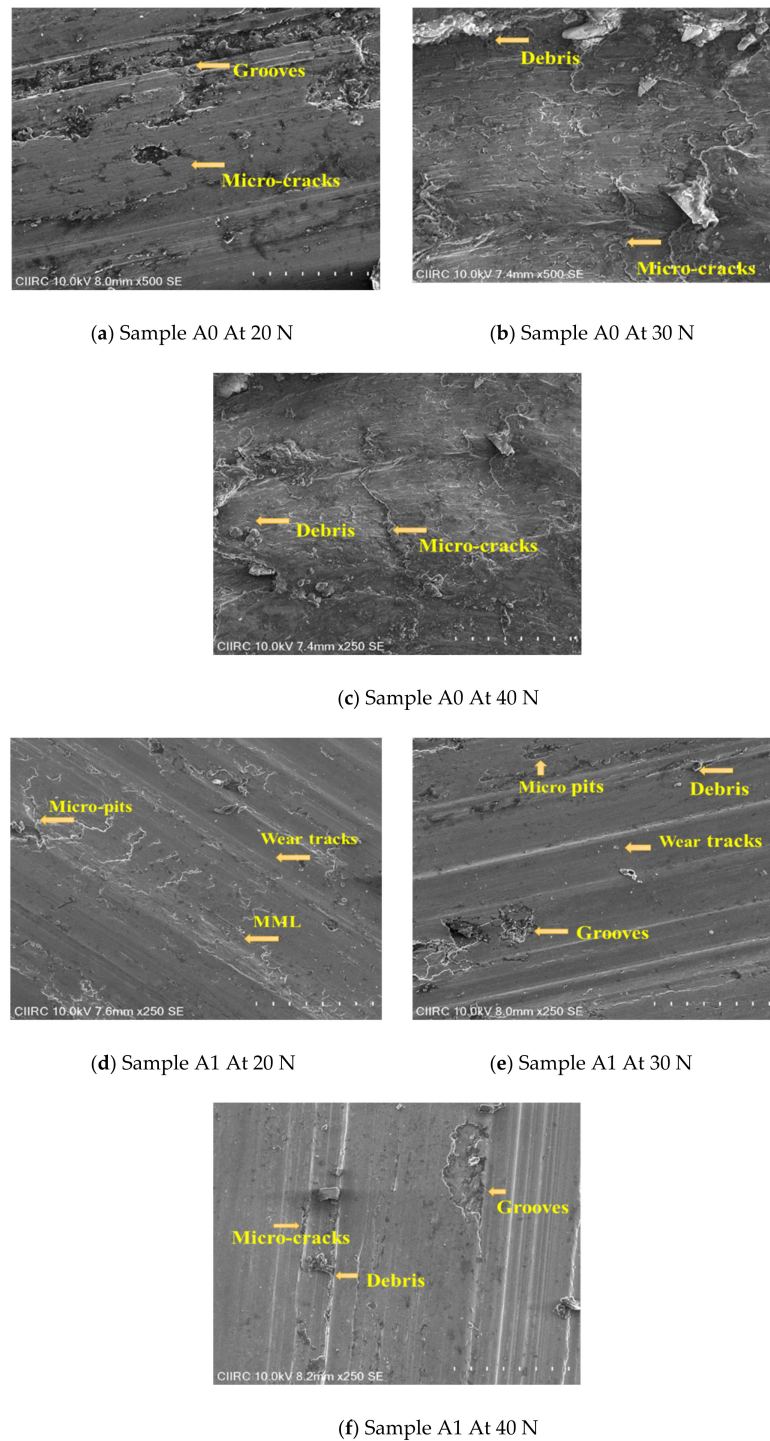 Grooves
Micro-cracks
CIIRC 10.0kV 8.0mm x500 SE
Debris
Micro-cracks
CIIRC 10.0kV 7.4mm x500 SE
(a) Sample A0 At 20 N
(b) Sample A0 At 30 N
Debris
Micro-cracks
CIIRC 10.0kV 7.4mm x250 SE
(c) Sample A0 At 40 N
Micro-pits
Wear tracks
MML
CIIRC 10.0kV 7.6mm x250 SE
Micro pits
Debris
Wear tracks
Grooves
CIIRC 10.0kV 8.0mm x250 SE
(d) Sample A1 At 20 N
(e) Sample A1 At 30 N
Grooves
Micro-cracks
Debris
CIIRC 10.0kV 8.2mm x250 SE
(f) Sample A1 At 40 N